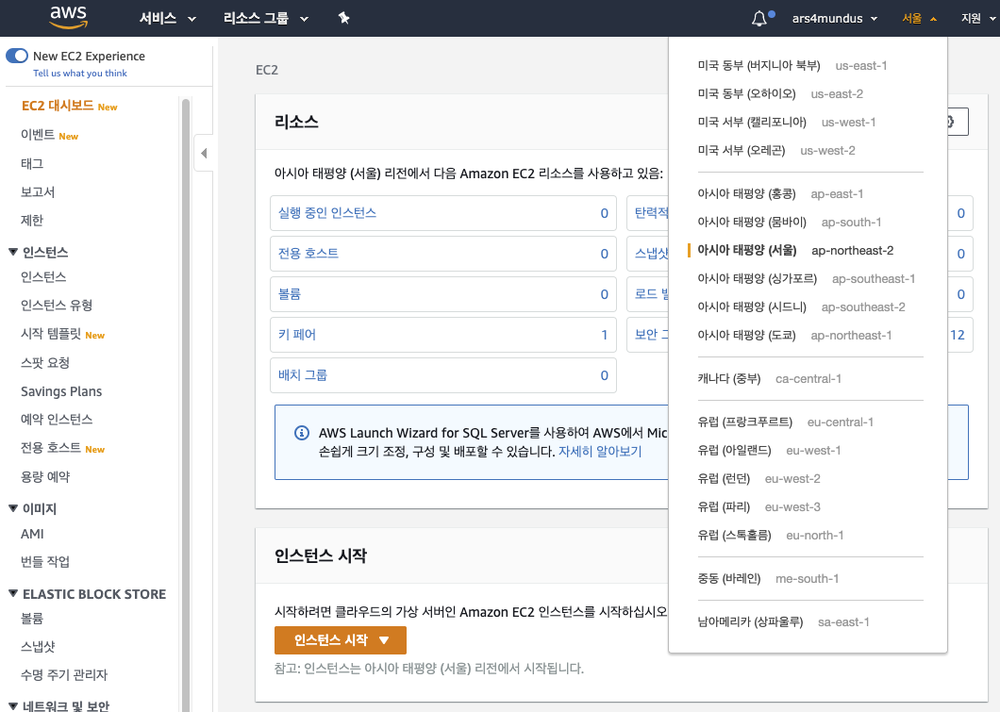 aws
서비스
리소스 그룹
ars4mundus
서울
지원
New EC2 Experience
Tell us what you think
EC2 대시보드 New
이벤트 New
태그
보고서
제한
인스턴스
인스턴스
인스턴스 유형
시작 템플릿 New
스팟 요청
Savings Plans
예약 인스턴스
전용 호스트 New
용량 예약
이미지
AMI
번들 작업
ELASTIC BLOCK STORE
볼륨
스냅샷
수명 주기 관리자
네트워크 및 보안
EC2
리소스
아시아 태평양 (서울) 리전에서 다음 Amazon EC2 리소스를 사용하고 있음:
실행 중인 인스턴스 0
탄력적 0
전용 호스트 0
스냅샷 0
볼륨 0
로드 0
키 페어 1
보안 12
배치 그룹 0
AWS Launch Wizard for SQL Server를 사용하여 AWS에서 Mic
손쉽게 크기 조정, 구성 및 배포할 수 있습니다. 자세히 알아보기
인스턴스 시작
시작하려면 클라우드의 가상 서버인 Amazon EC2 인스턴스를 시작하십시오
인스턴스 시작
참고: 인스턴스는 아시아 태평양 (서울) 리전에서 시작됩니다.
미국 동부 (버지니아 북부) us-east-1
미국 동부 (오하이오) us-east-2
미국 서부 (캘리포니아) us-west-1
미국 서부 (오레곤) us-west-2
아시아 태평양 (홍콩) ap-east-1
아시아 태평양 (뭄바이) ap-south-1
아시아 태평양 (서울) ap-northeast-2
아시아 태평양 (싱가포르) ap-southeast-1
아시아 태평양 (시드니) ap-southeast-2
아시아 태평양 (도쿄) ap-northeast-1
캐나다 (중부) ca-central-1
유럽 (프랑크푸르트) eu-central-1
유럽 (아일랜드) eu-west-1
유럽 (런던) eu-west-2
유럽 (파리) eu-west-3
유럽 (스톡홀름) eu-north-1
중동 (바레인) me-south-1
남아메리카 (상파울루) sa-east-1